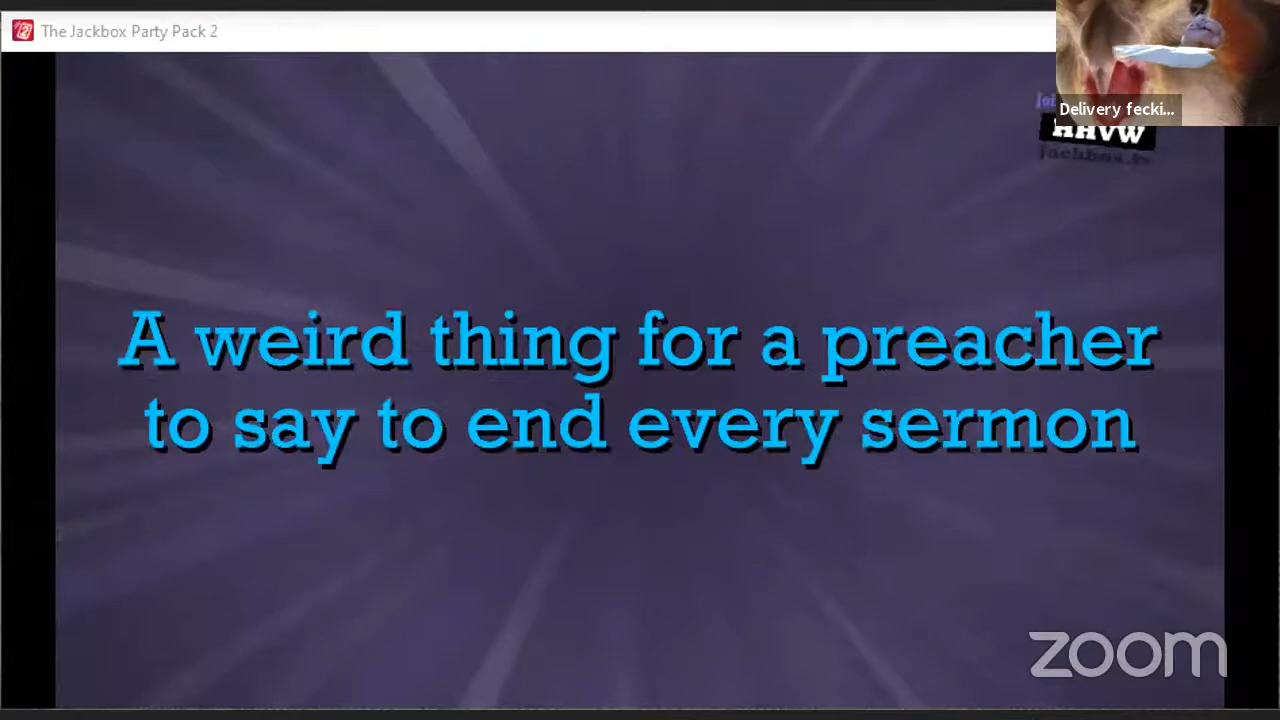 The Jackbox Party Pack 2
Delivery fecki...
HHVW
jackbox.tv
A weird thing for a preacher
to say to end every sermon
zoom